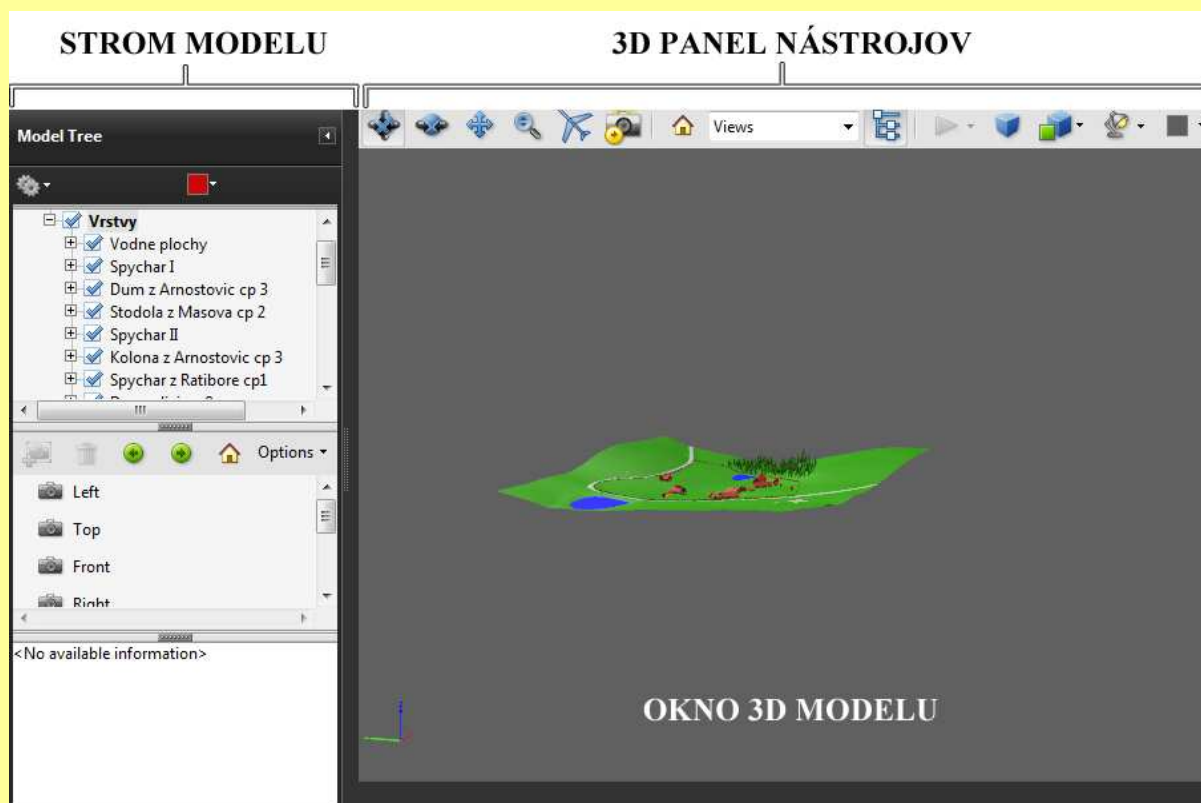 STROM MODELU
3D PANEL NÁSTROJOV
Model Tree
Views
Vrstvy
Vodne plochy
Spychar I
Dum z Arnostovic cp 3
Stodola z Masova cp 2
Spychar II
Kolona z Arnostovic cp 3
Spychar z Ratibore cp1
Options
Left
Top
Front
Right
<No available information>
OKNO 3D MODELU